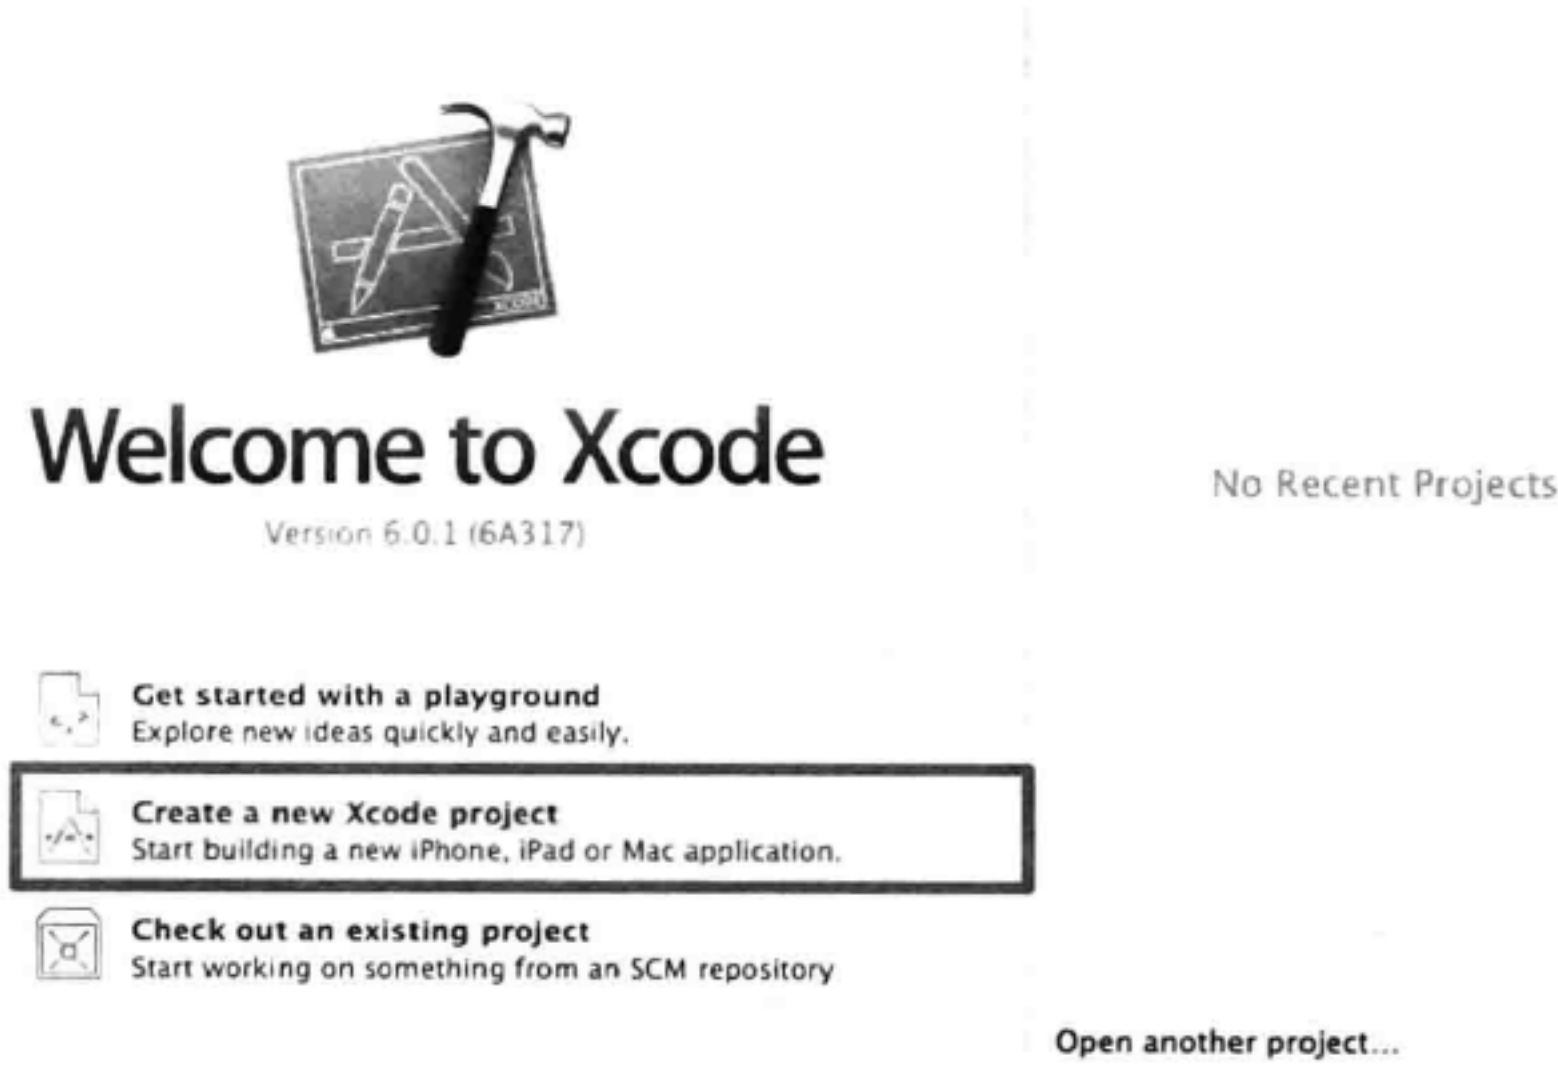 XCODE
Welcome to Xcode
Version 6.0.1 (6A317)
Get started with a playground
Explore new ideas quickly and easily.
Create a new Xcode project
Start building a new iPhone, iPad or Mac application.
Check out an existing project
Start working on something from an SCM repository
No Recent Projects
Open another project...